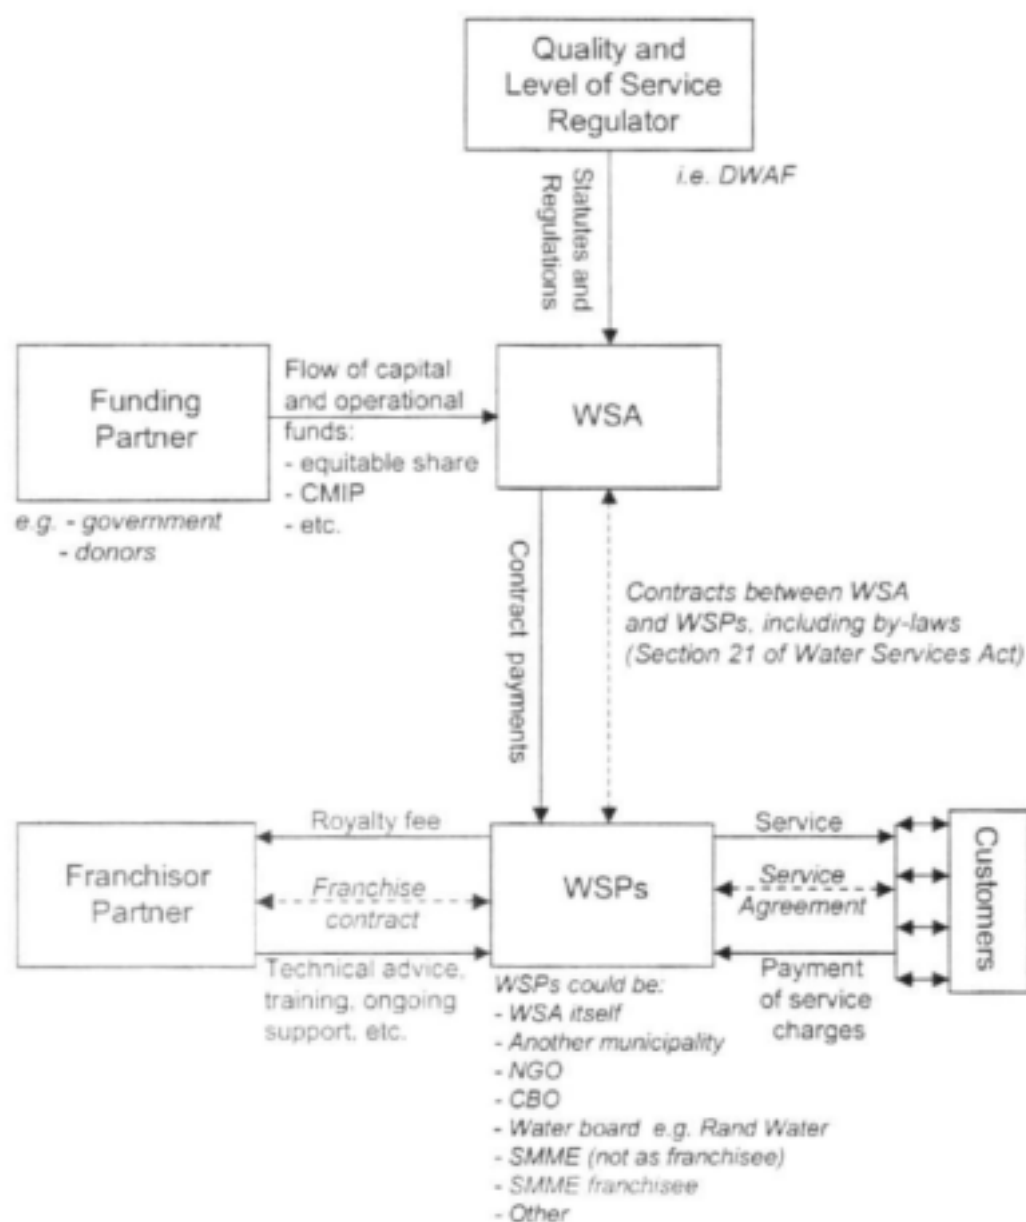 Quality and
Level of Service
Regulator
i.e. DWAF
Statutes and
Regulations
Funding
Partner
e.g. - government
- donors
Flow of capital
and operational
funds:
- equitable share
- CMIP
- etc.
WSA
Contract payments
Contracts between WSA
and WSPs, including by-laws
(Section 21 of Water Services Act)
Franchisor
Partner
Royalty fee
Franchise
contract
Technical advice,
training, ongoing
support, etc.
WSPs
Service
Service
Agreement
Payment
of service
charges
Customers
WSPs could be:
- WSA itself
- Another municipality
- NGO
- CBO
- Water board e.g. Rand Water
- SMME (not as franchisee)
- SMME franchisee
- Other